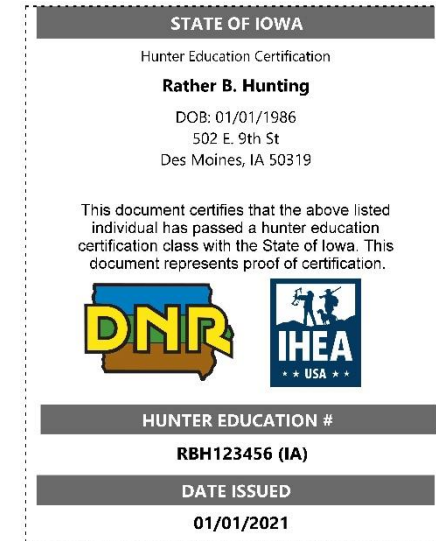 STATE OF IOWA
Hunter Education Certification
Rather B. Hunting
DOB: 01/01/1986
502 E. 9th St
Des Moines, IA 50319
This document certifies that the above listed
individual has passed a hunter education
certification class with the State of Iowa. This
document represents proof of certification.
DNR
IHEA
USA
HUNTER EDUCATION #
RBH123456 (IA)
DATE ISSUED
01/01/2021